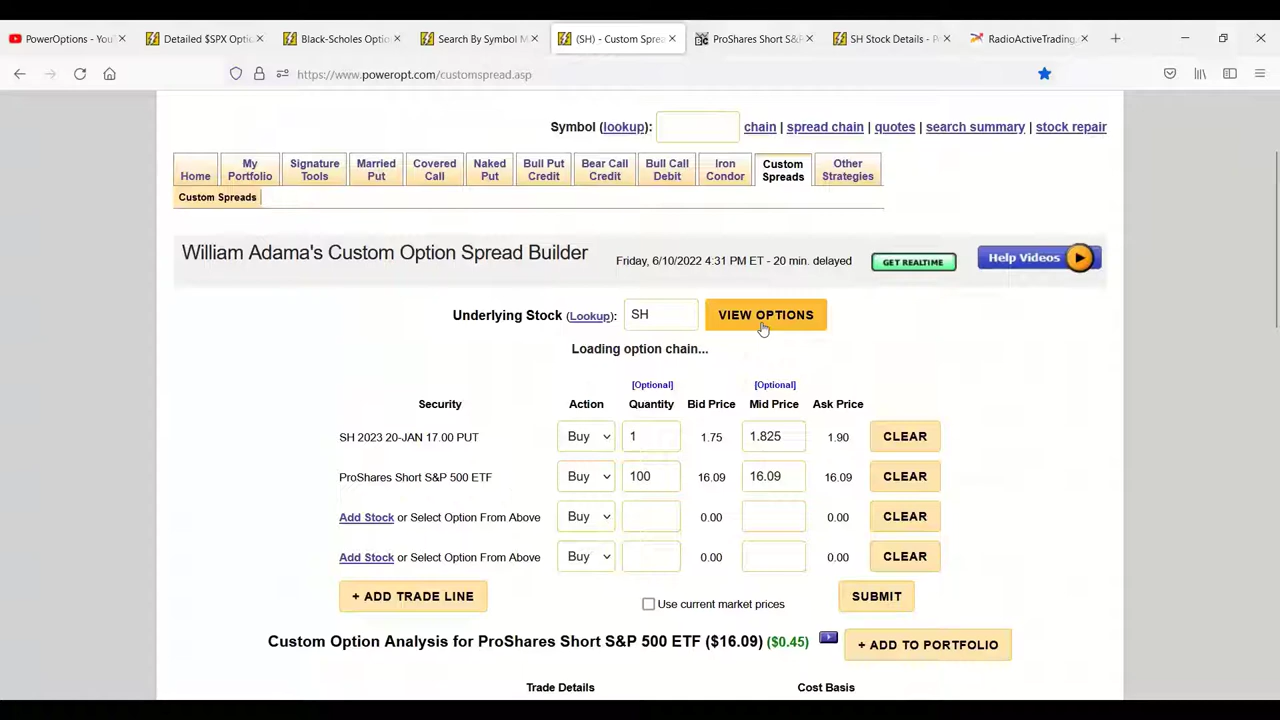 PowerOptions - You
Detailed $SPX Opti
Black-Scholes Optio
Search By Symbol M
(SH) - Custom Sprea
ProShares Short S&P
SH Stock Details - Po
RadioActiveTrading.
https://www.poweropt.com/customspread.asp
Symbol (lookup): chain | spread chain | quotes | search summary | stock repair
Home
My Portfolio
Signature Tools
Married Put
Covered Call
Naked Put
Bull Put Credit
Bear Call Credit
Bull Call Debit
Iron Condor
Custom Spreads
Other Strategies
Custom Spreads
William Adama's Custom Option Spread Builder
Friday, 6/10/2022 4:31 PM ET - 20 min. delayed
GET REALTIME
Help Videos
Underlying Stock (Lookup): SH VIEW OPTIONS
Loading option chain...
[Optional] [Optional]
Security Action Quantity Bid Price Mid Price Ask Price
SH 2023 20-JAN 17.00 PUT Buy 1 1.75 1.825 1.90 CLEAR
ProShares Short S&P 500 ETF Buy 100 16.09 16.09 16.09 CLEAR
Add Stock or Select Option From Above Buy 0.00 0.00 CLEAR
Add Stock or Select Option From Above Buy 0.00 0.00 CLEAR
+ ADD TRADE LINE Use current market prices SUBMIT
Custom Option Analysis for ProShares Short S&P 500 ETF ($16.09) ($0.45) + ADD TO PORTFOLIO
Trade Details Cost Basis